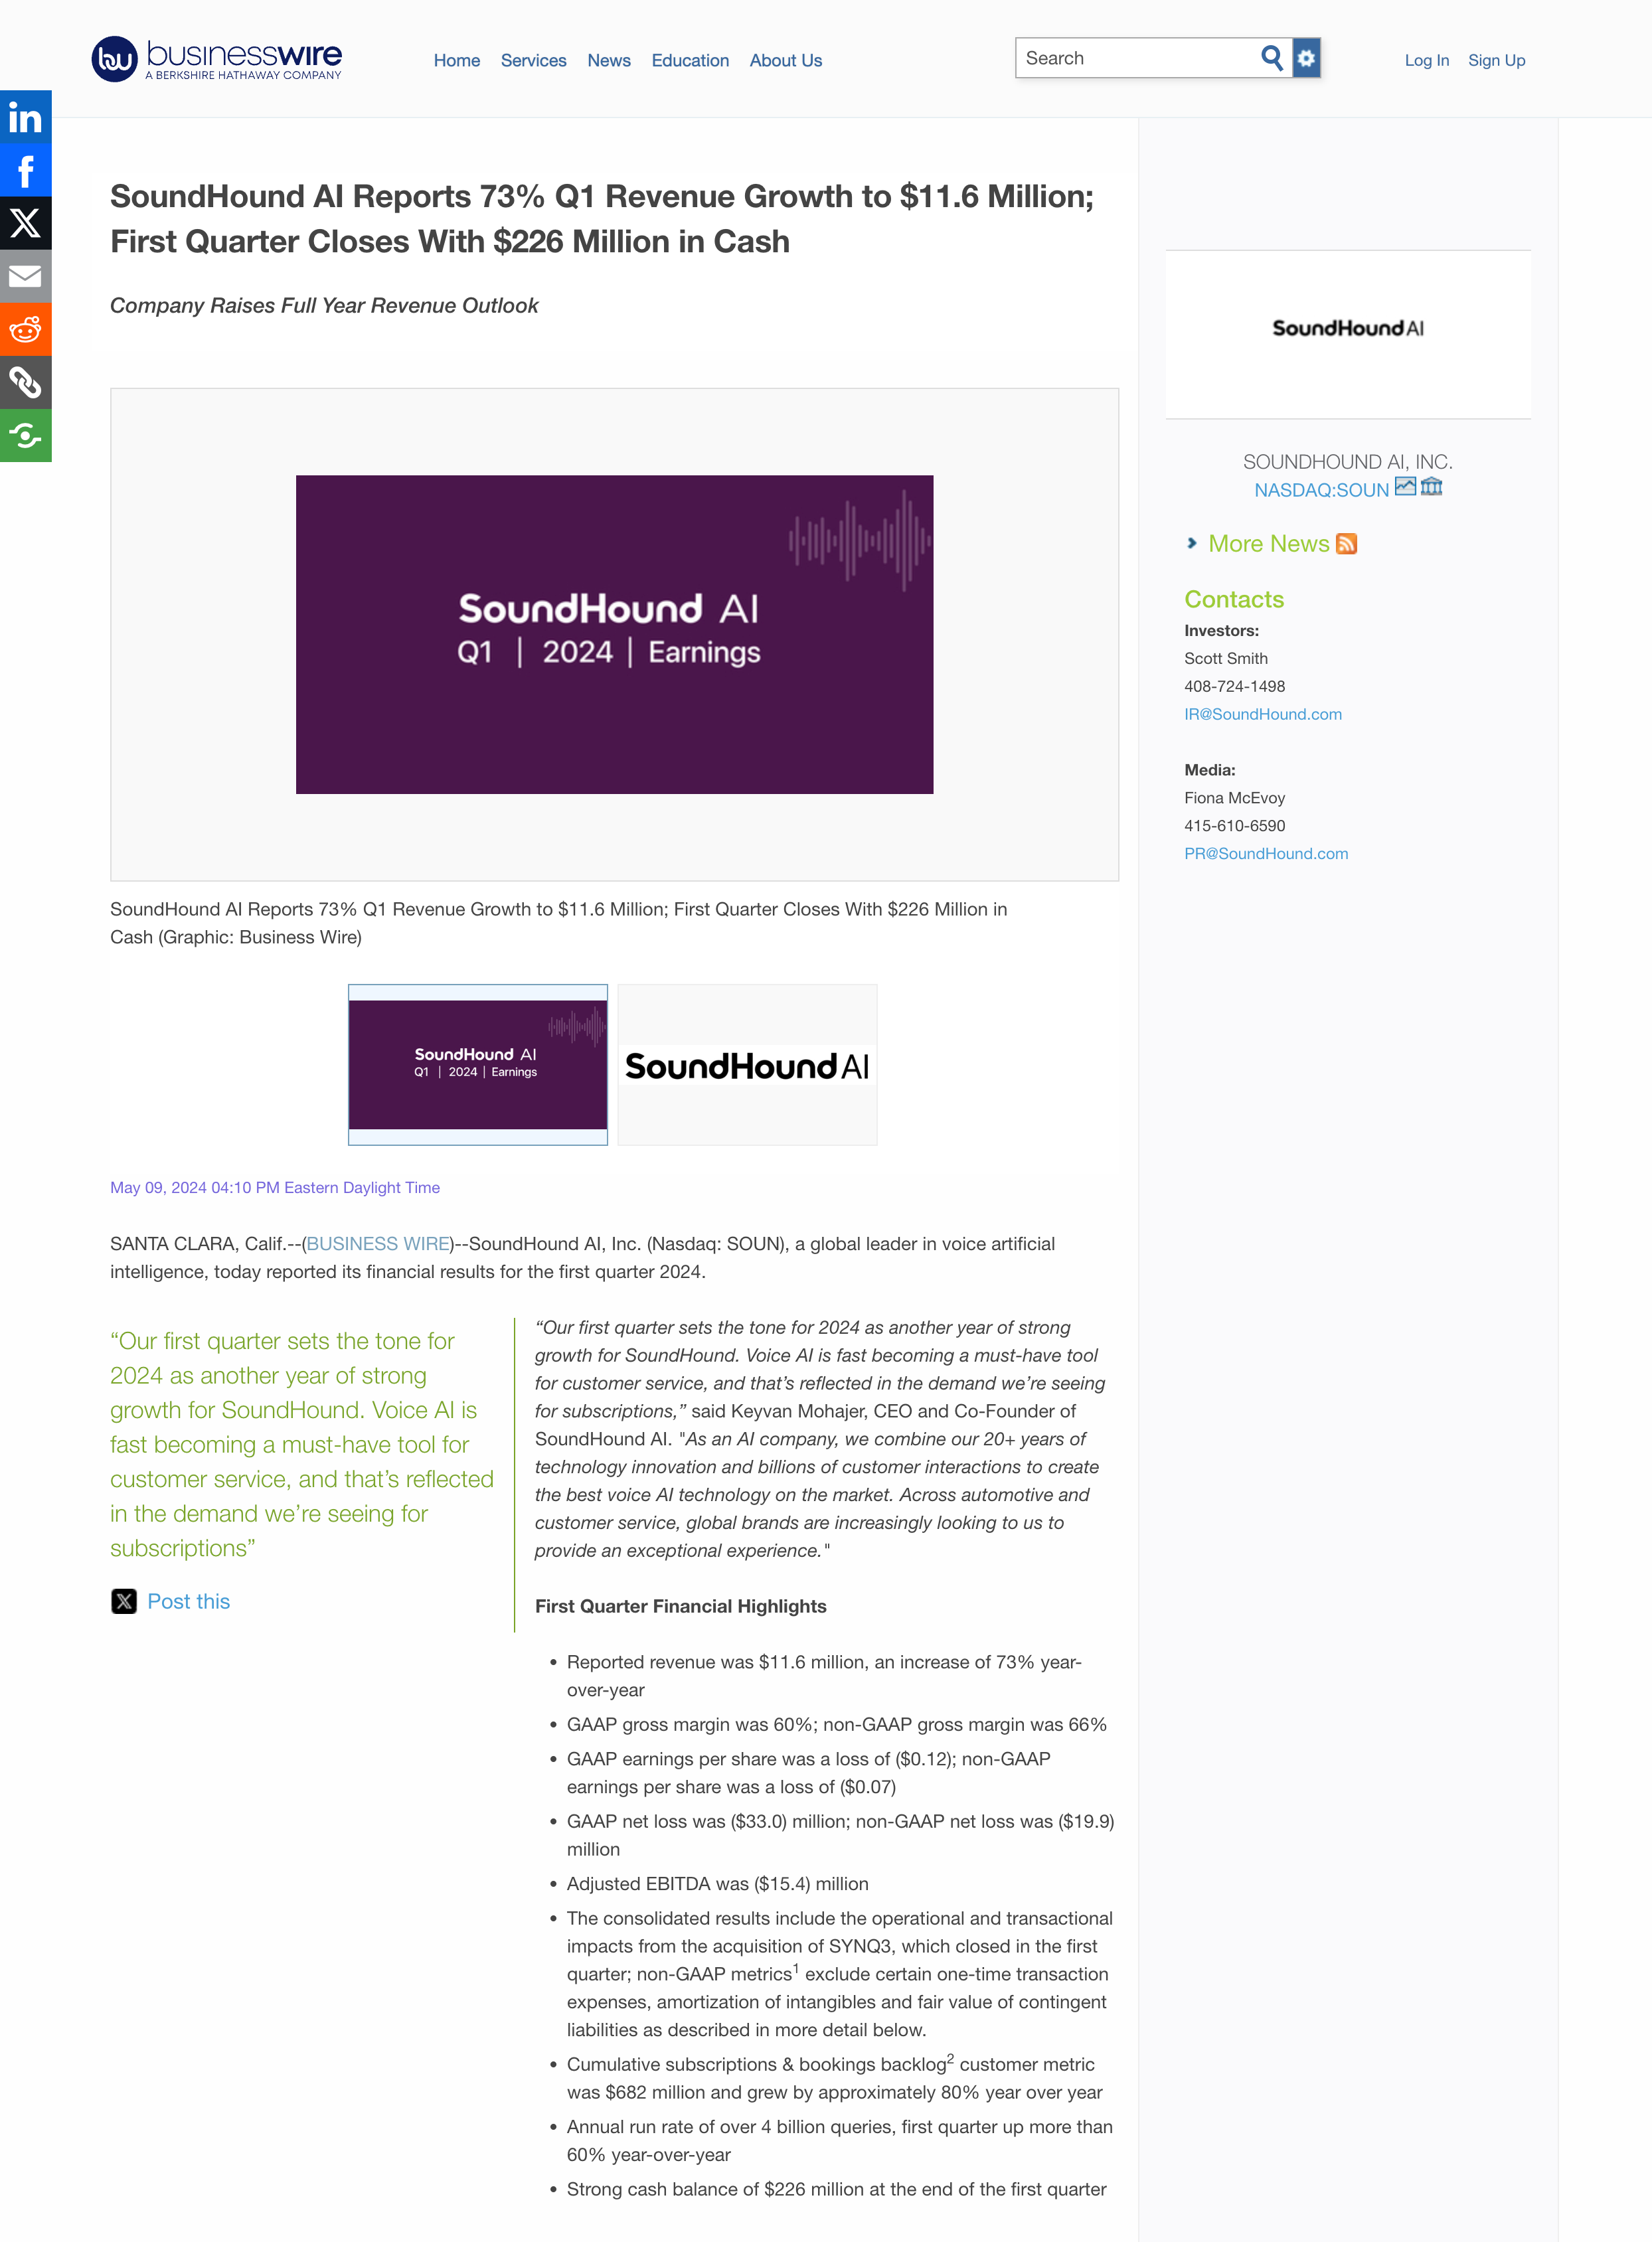 bw businesswire
A BERKSHIRE HATHAWAY COMPANY
Home Services News Education About Us
Search
Log In Sign Up
in
f
X
SoundHound AI Reports 73% Q1 Revenue Growth to $11.6 Million;
First Quarter Closes With $226 Million in Cash
Company Raises Full Year Revenue Outlook
SoundHound AI
Q1 | 2024 | Earnings
SoundHound AI Reports 73% Q1 Revenue Growth to $11.6 Million; First Quarter Closes With $226 Million in
Cash (Graphic: Business Wire)
SoundHound AI
Q1 | 2024 | Earnings
SoundHound AI
May 09, 2024 04:10 PM Eastern Daylight Time
SANTA CLARA, Calif.--(BUSINESS WIRE)--SoundHound AI, Inc. (Nasdaq: SOUN), a global leader in voice artificial
intelligence, today reported its financial results for the first quarter 2024.
“Our first quarter sets the tone for
2024 as another year of strong
growth for SoundHound. Voice AI is
fast becoming a must-have tool for
customer service, and that’s reflected
in the demand we’re seeing for
subscriptions”
X Post this
“Our first quarter sets the tone for 2024 as another year of strong
growth for SoundHound. Voice AI is fast becoming a must-have tool
for customer service, and that’s reflected in the demand we’re seeing
for subscriptions,” said Keyvan Mohajer, CEO and Co-Founder of
SoundHound AI. "As an AI company, we combine our 20+ years of
technology innovation and billions of customer interactions to create
the best voice AI technology on the market. Across automotive and
customer service, global brands are increasingly looking to us to
provide an exceptional experience."
First Quarter Financial Highlights
• Reported revenue was $11.6 million, an increase of 73% year-
over-year
• GAAP gross margin was 60%; non-GAAP gross margin was 66%
• GAAP earnings per share was a loss of ($0.12); non-GAAP
earnings per share was a loss of ($0.07)
• GAAP net loss was ($33.0) million; non-GAAP net loss was ($19.9)
million
• Adjusted EBITDA was ($15.4) million
• The consolidated results include the operational and transactional
impacts from the acquisition of SYNQ3, which closed in the first
quarter; non-GAAP metrics¹ exclude certain one-time transaction
expenses, amortization of intangibles and fair value of contingent
liabilities as described in more detail below.
• Cumulative subscriptions & bookings backlog² customer metric
was $682 million and grew by approximately 80% year over year
• Annual run rate of over 4 billion queries, first quarter up more than
60% year-over-year
• Strong cash balance of $226 million at the end of the first quarter
SoundHound AI
SOUNDHOUND AI, INC.
NASDAQ:SOUN
More News
Contacts
Investors:
Scott Smith
408-724-1498
IR@SoundHound.com
Media:
Fiona McEvoy
415-610-6590
PR@SoundHound.com